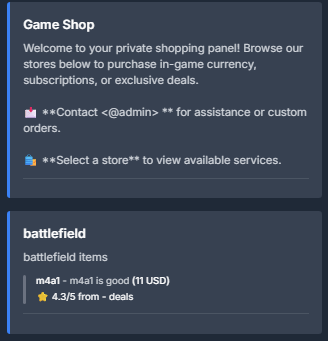 Game Shop
Welcome to your private shopping panel! Browse our
stores below to purchase in-game currency,
subscriptions, or exclusive deals.
📩 **Contact <@admin> ** for assistance or custom
orders.
🛍️ **Select a store** to view available services.
battlefield
battlefield items
m4a1 - m4a1 is good (11 USD)
⭐ 4.3/5 from - deals